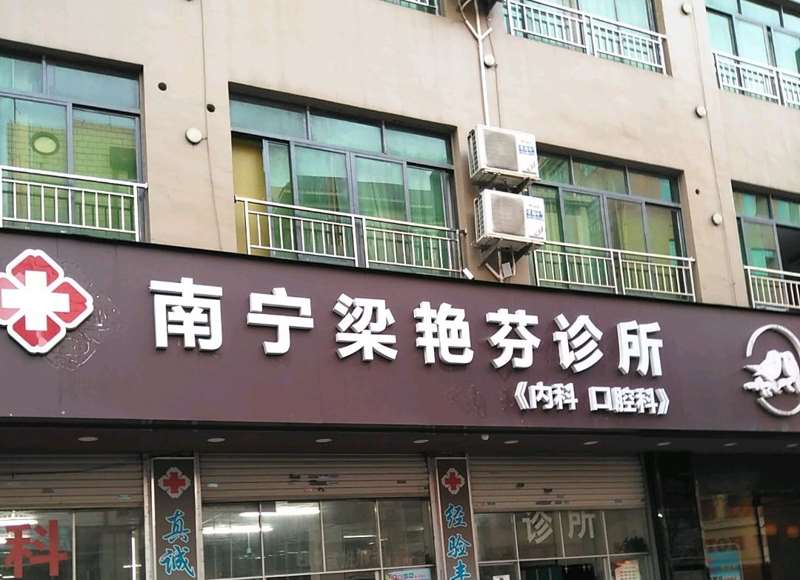 南宁梁艳芬诊所
《内科 口腔科》
真诚
经验
诊所
科